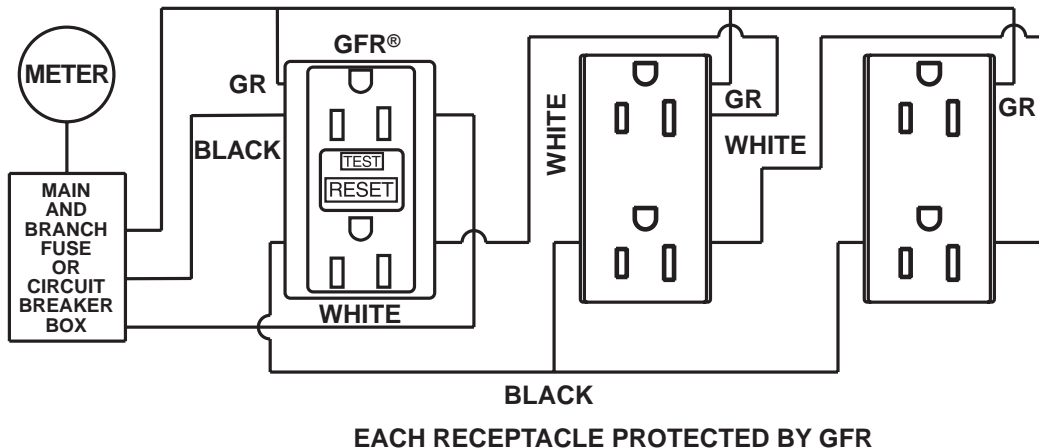 GFR®
METER
GR
BLACK
TEST
RESET
MAIN
AND
BRANCH
FUSE
OR
CIRCUIT
BREAKER
BOX
WHITE
WHITE
GR
WHITE
GR
BLACK
EACH RECEPTACLE PROTECTED BY GFR